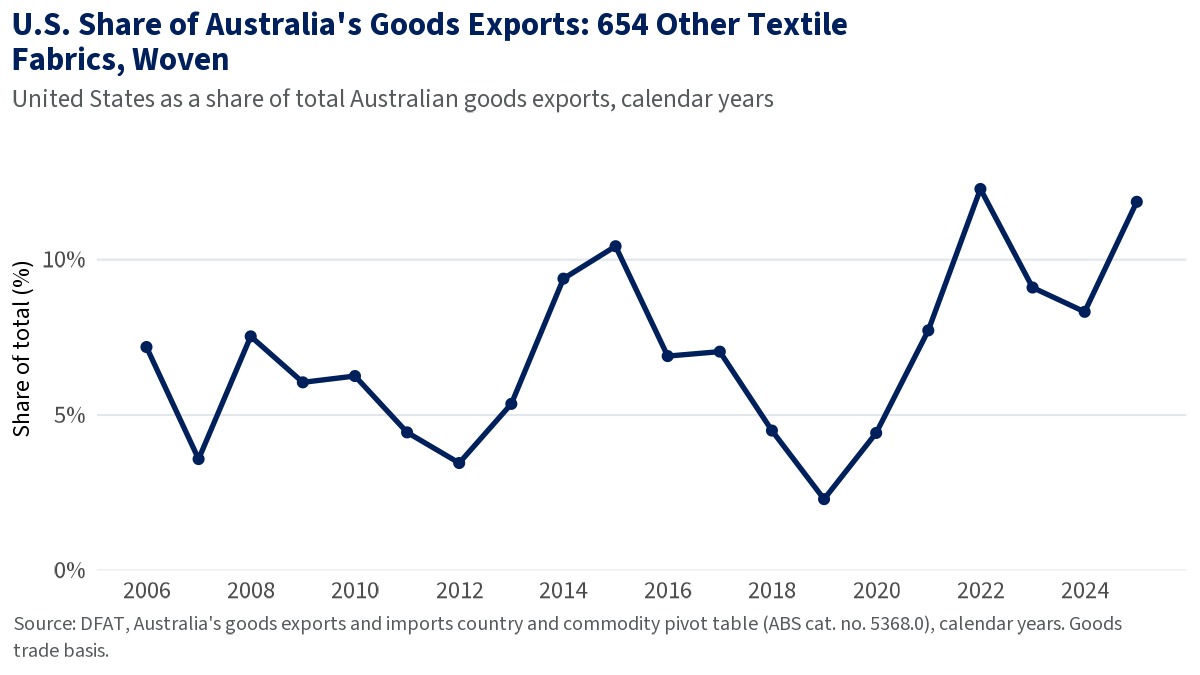 U.S. Share of Australia's Goods Exports: 654 Other Textile
Fabrics, Woven
United States as a share of total Australian goods exports, calendar years
Share of total (%)
10%
5%
0%
2006 2008 2010 2012 2014 2016 2018 2020 2022 2024
Source: DFAT, Australia's goods exports and imports country and commodity pivot table (ABS cat. no. 5368.0), calendar years. Goods
trade basis.